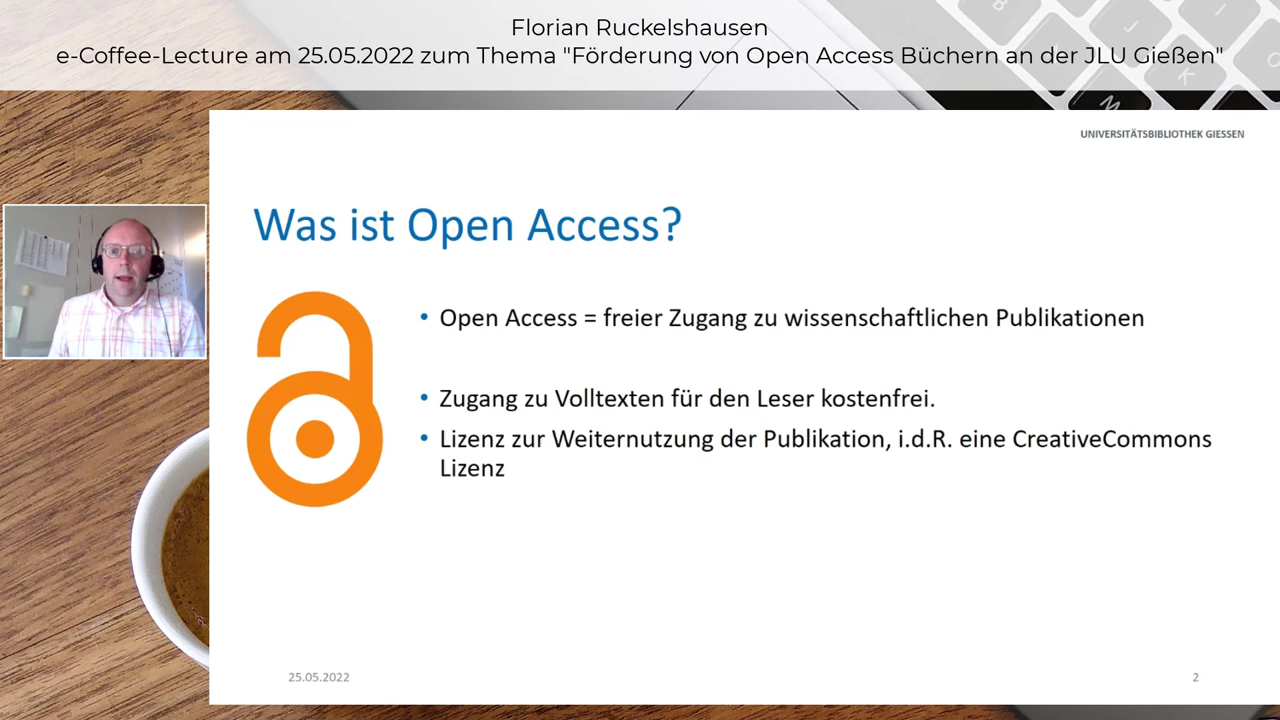 Florian Ruckelshausen
e-Coffee-Lecture am 25.05.2022 zum Thema "Förderung von Open Access Büchern an der JLU Gießen"
UNIVERSITÄTSBIBLIOTHEK GIESSEN
Was ist Open Access?
• Open Access = freier Zugang zu wissenschaftlichen Publikationen
• Zugang zu Volltexten für den Leser kostenfrei.
• Lizenz zur Weiternutzung der Publikation, i.d.R. eine CreativeCommons
Lizenz
25.05.2022
2